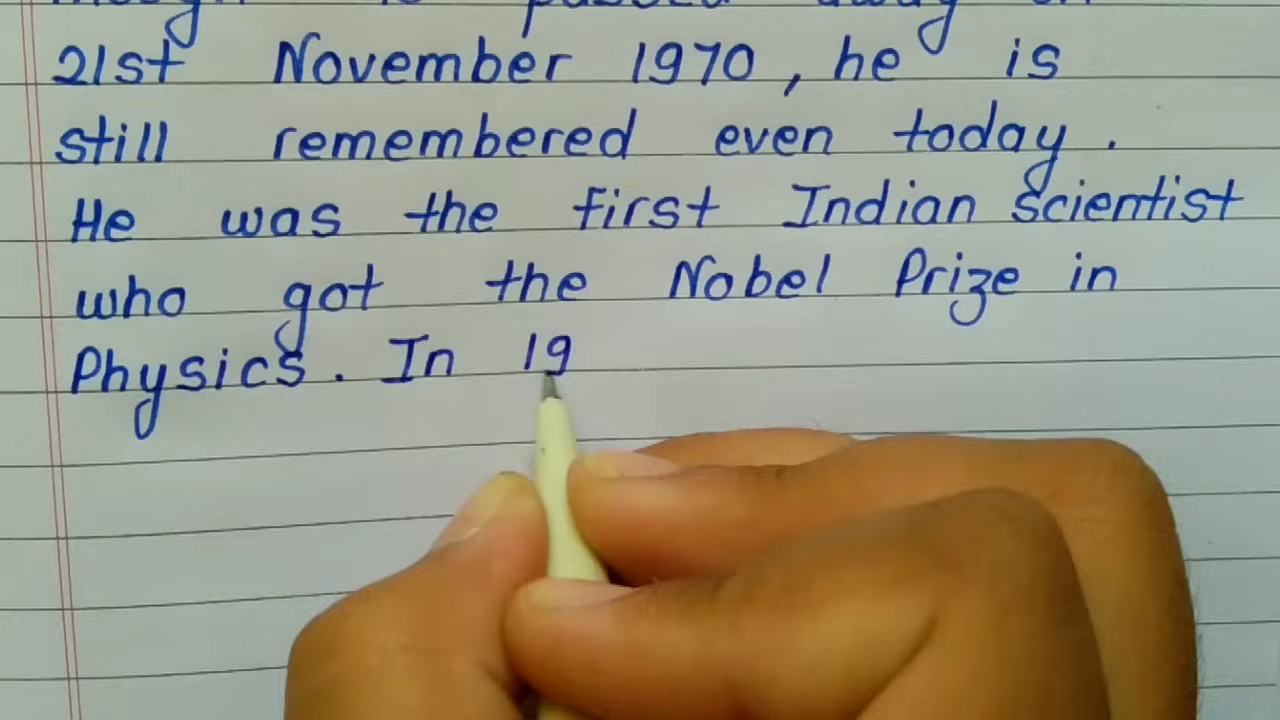 21st November 1970, he is
still remembered even today.
He was the first Indian Scientist
who got the Nobel Prize in
Physics. In 19